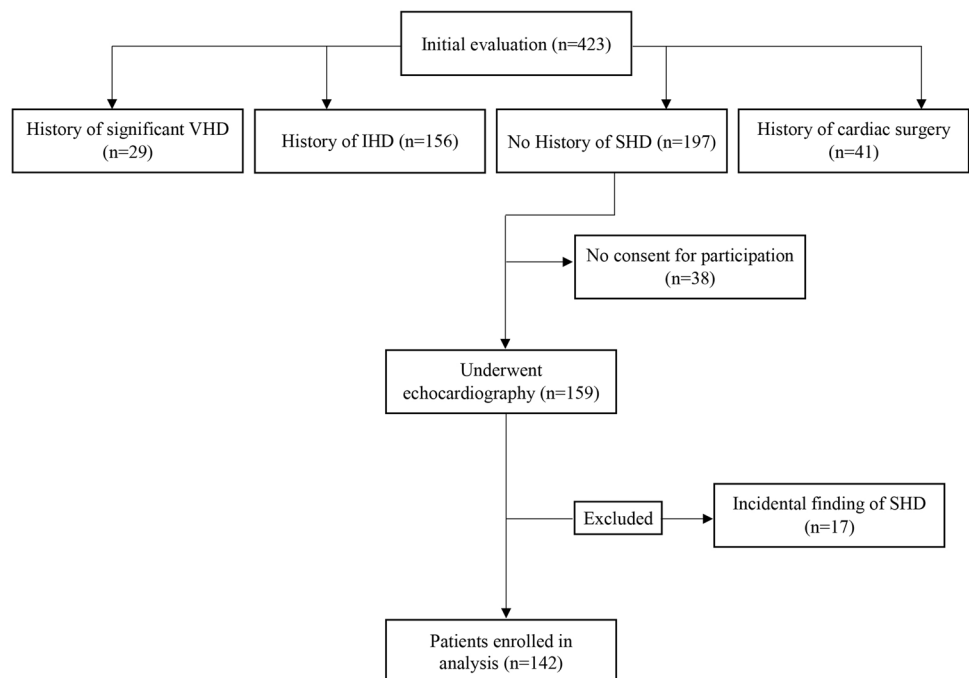 Initial evaluation (n=423)
History of significant VHD
(n=29)
History of IHD (n=156)
No History of SHD (n=197)
History of cardiac surgery
(n=41)
No consent for participation
(n=38)
Underwent
echocardiography (n=159)
Excluded
Incidental finding of SHD
(n=17)
Patients enrolled in
analysis (n=142)